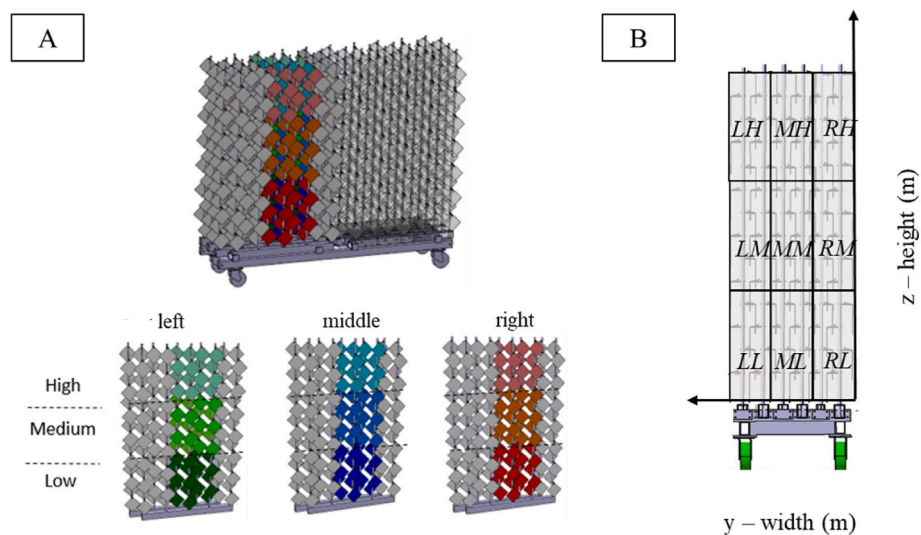 A
B
left
middle
right
High
Medium
Low
LH MH RH
LM MM RM
LL ML RL
z – height (m)
y – width (m)